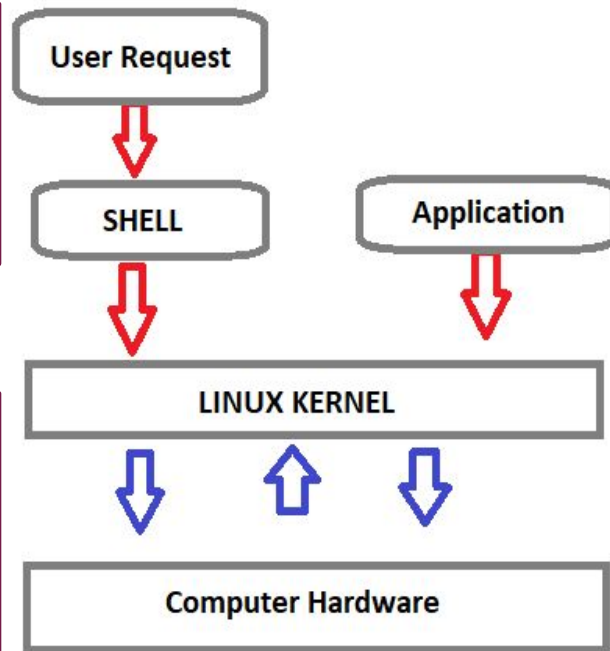 User Request
SHELL
Application
LINUX KERNEL
Computer Hardware